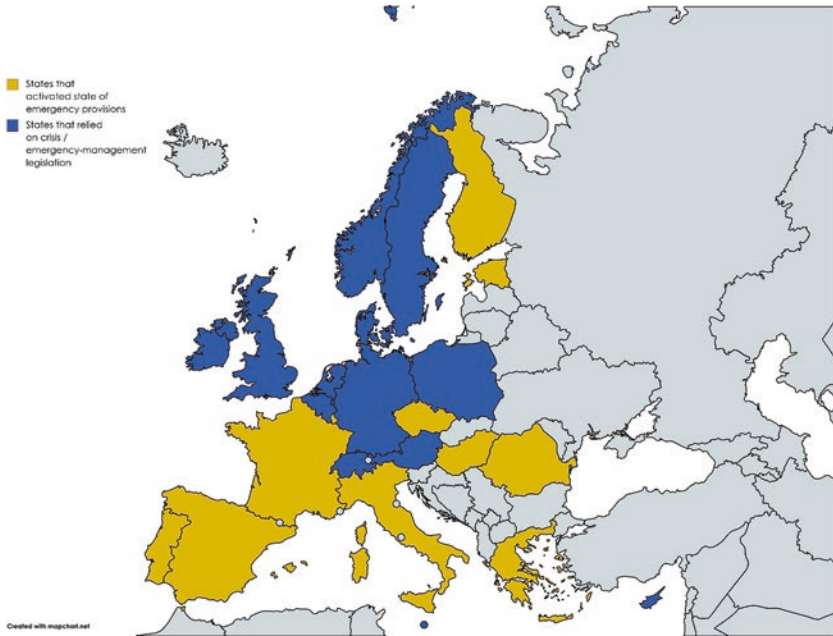 States that
activated state of
emergency provisions
States that relied
on crisis /
emergency-management
legislation
Created with mapchart.net